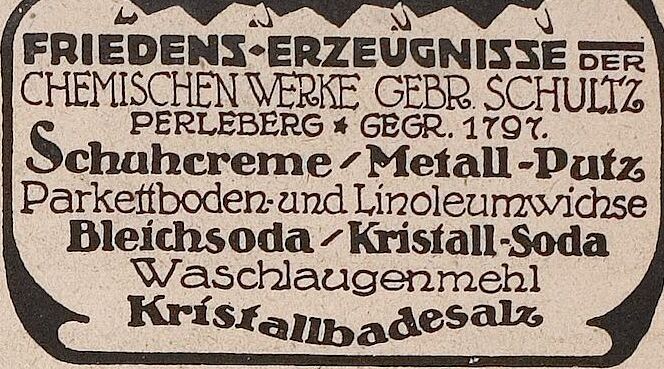 FRIEDENS-ERZEUGNISSE DER
CHEMISCHEN WERKE GEBR. SCHULTZ
PERLEBERG ★ GEGR. 1797.
Schuhcreme / Metall-Putz
Parkettboden- und Linoleumwichse
Bleichsoda / Kristall-Soda
Waschlaugenmehl
Kristallbadesalz